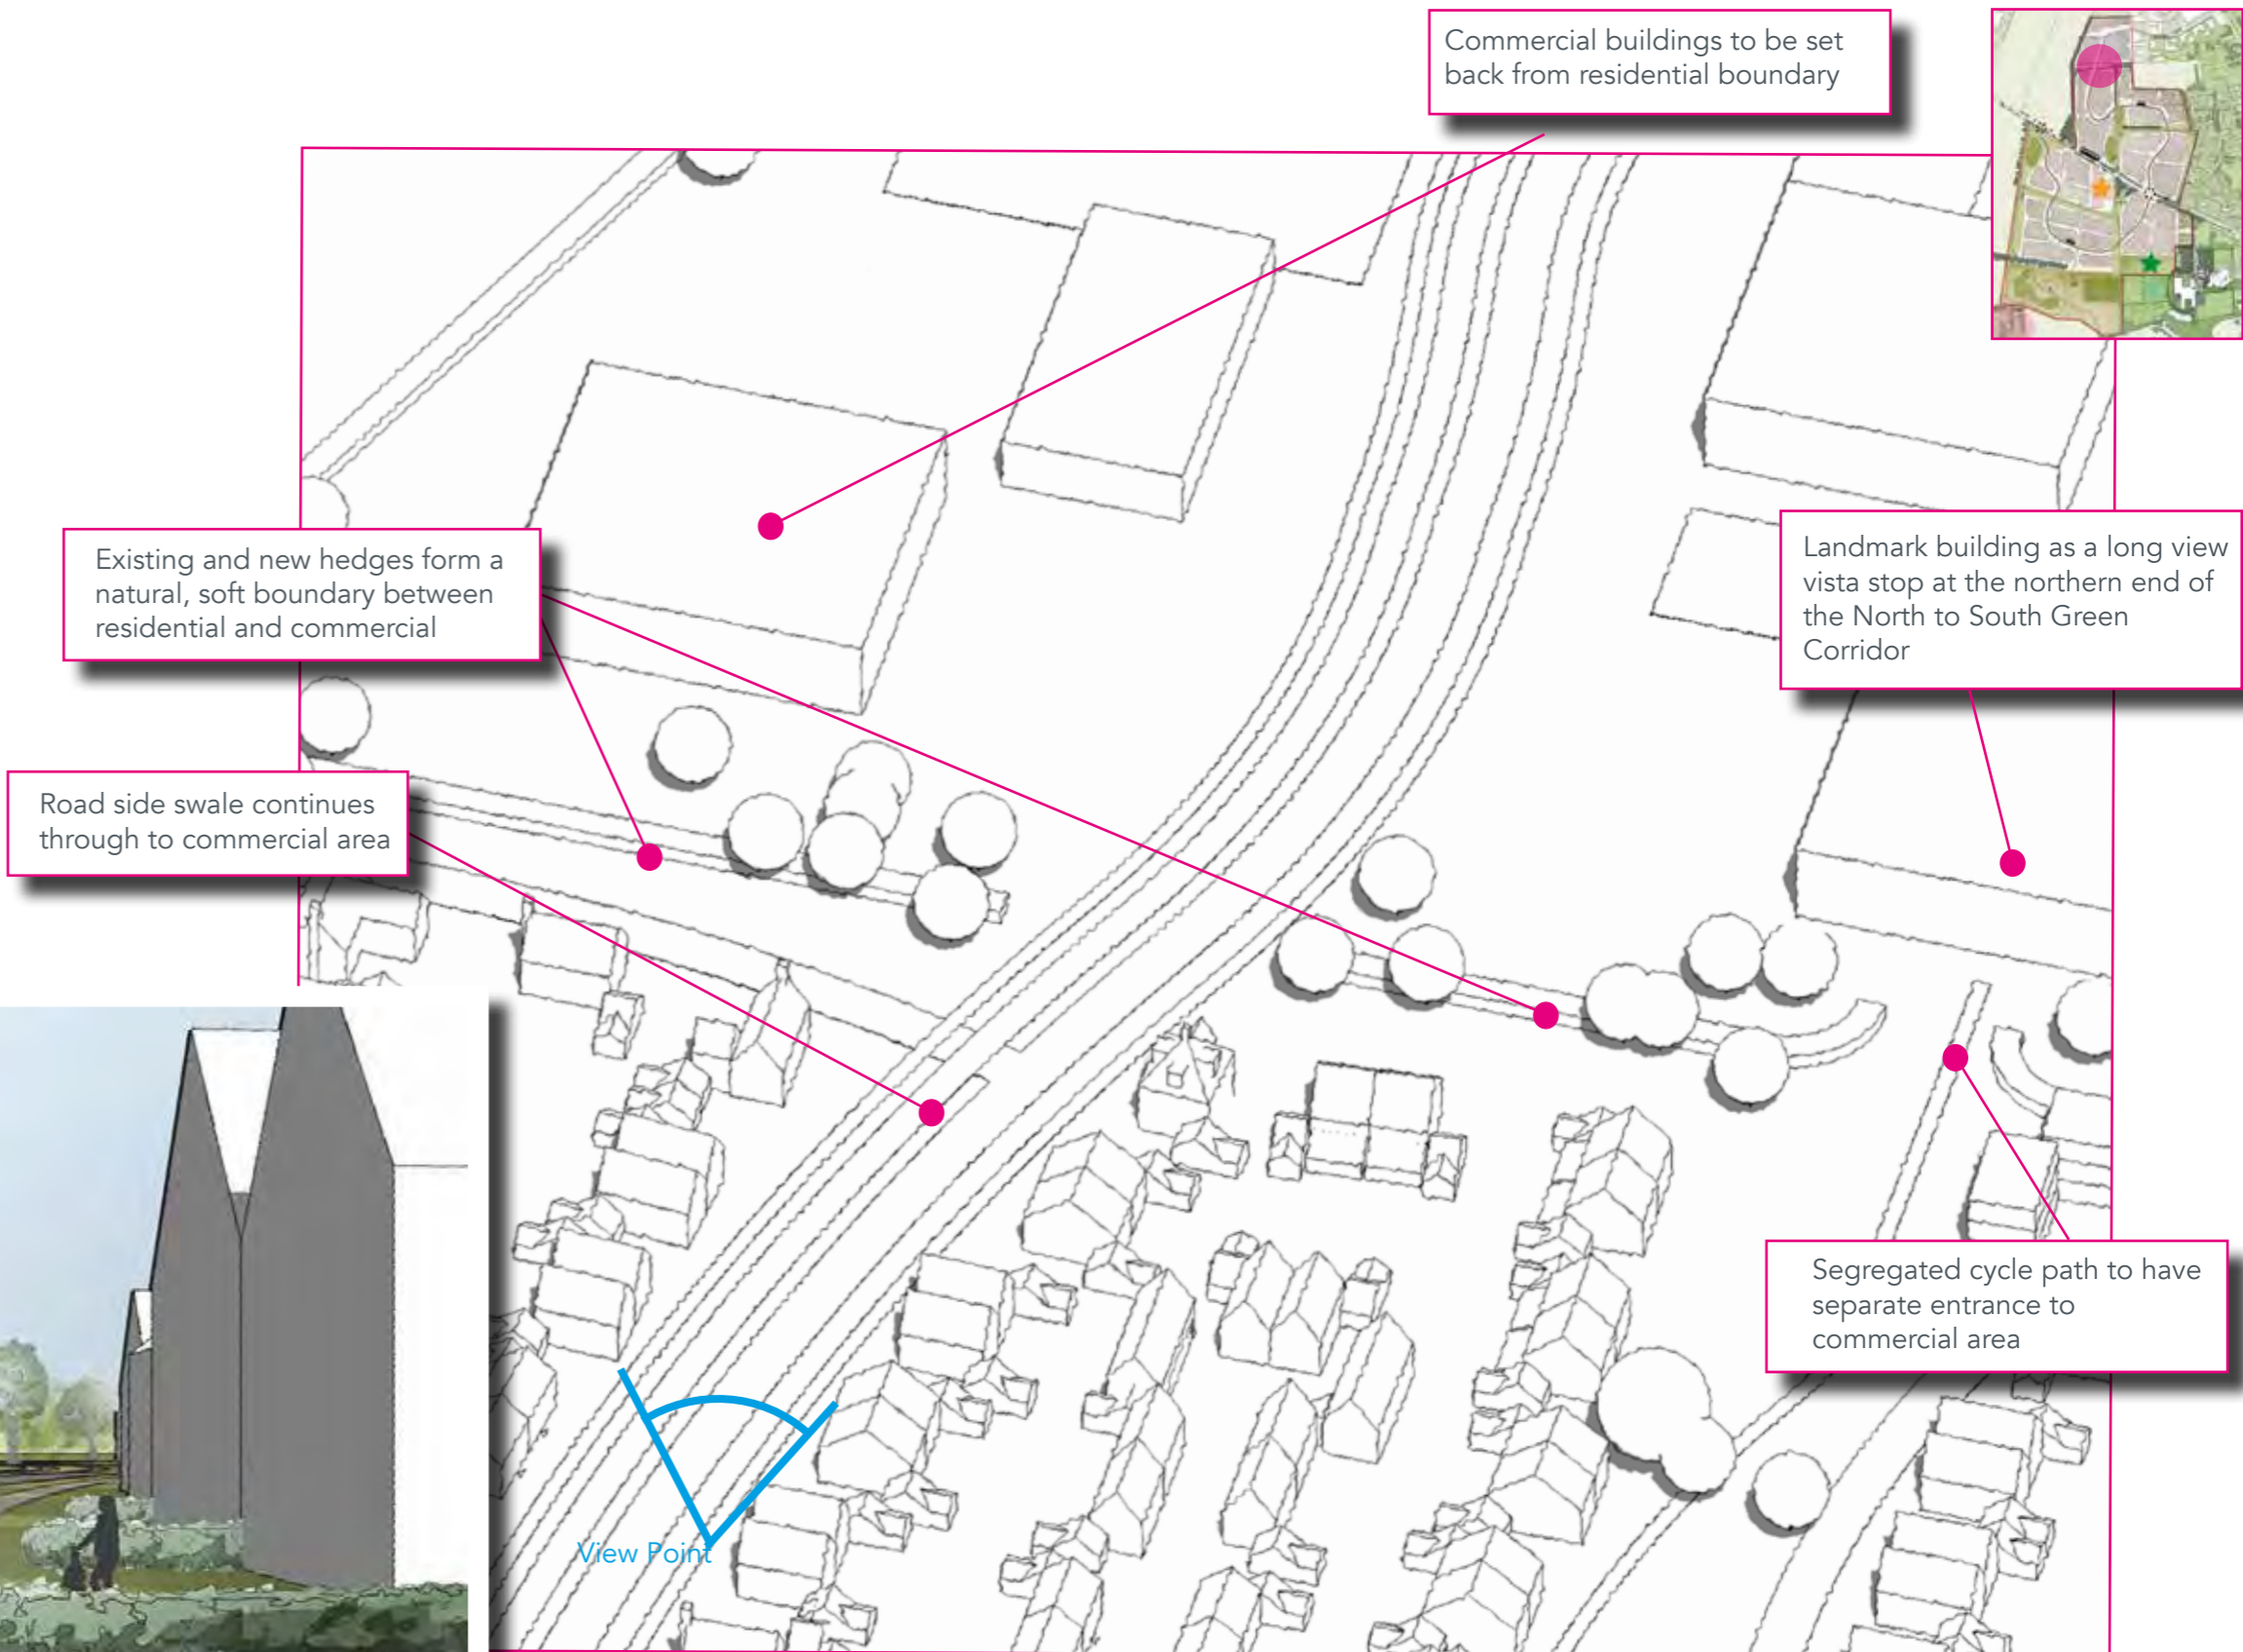 Commercial buildings to be set
back from residential boundary
Existing and new hedges form a
natural, soft boundary between
residential and commercial
Landmark building as a long view
vista stop at the northern end of
the North to South Green
Corridor
Road side swale continues
through to commercial area
Segregated cycle path to have
separate entrance to
commercial area
View Point